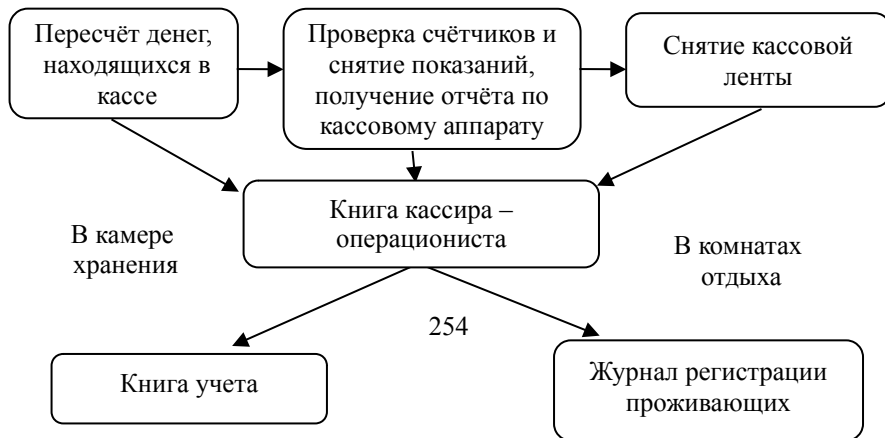 Пересчёт денег,
находящихся в
кассе
Проверка счётчиков и
снятие показаний,
получение отчёта по
кассовому аппарату
Снятие кассовой
ленты
Книга кассира –
операциониста
В камере
хранения
В комнатах
отдыха
254
Книга учета
Журнал регистрации
проживающих